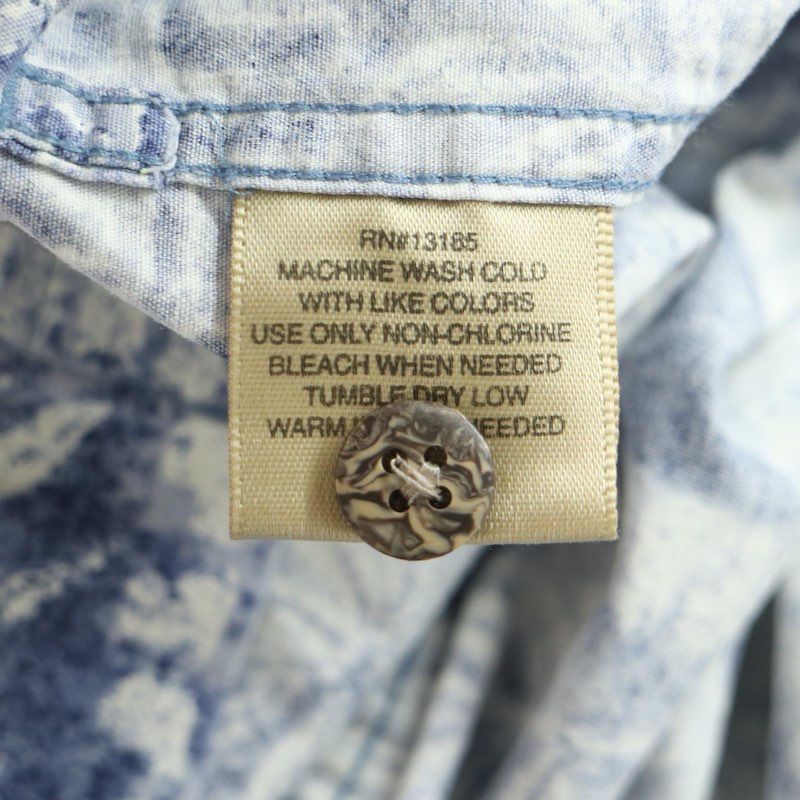 RN#13185
MACHINE WASH COLD
WITH LIKE COLORS
USE ONLY NON-CHLORINE
BLEACH WHEN NEEDED
TUMBLE DRY LOW
WARM NEEDED